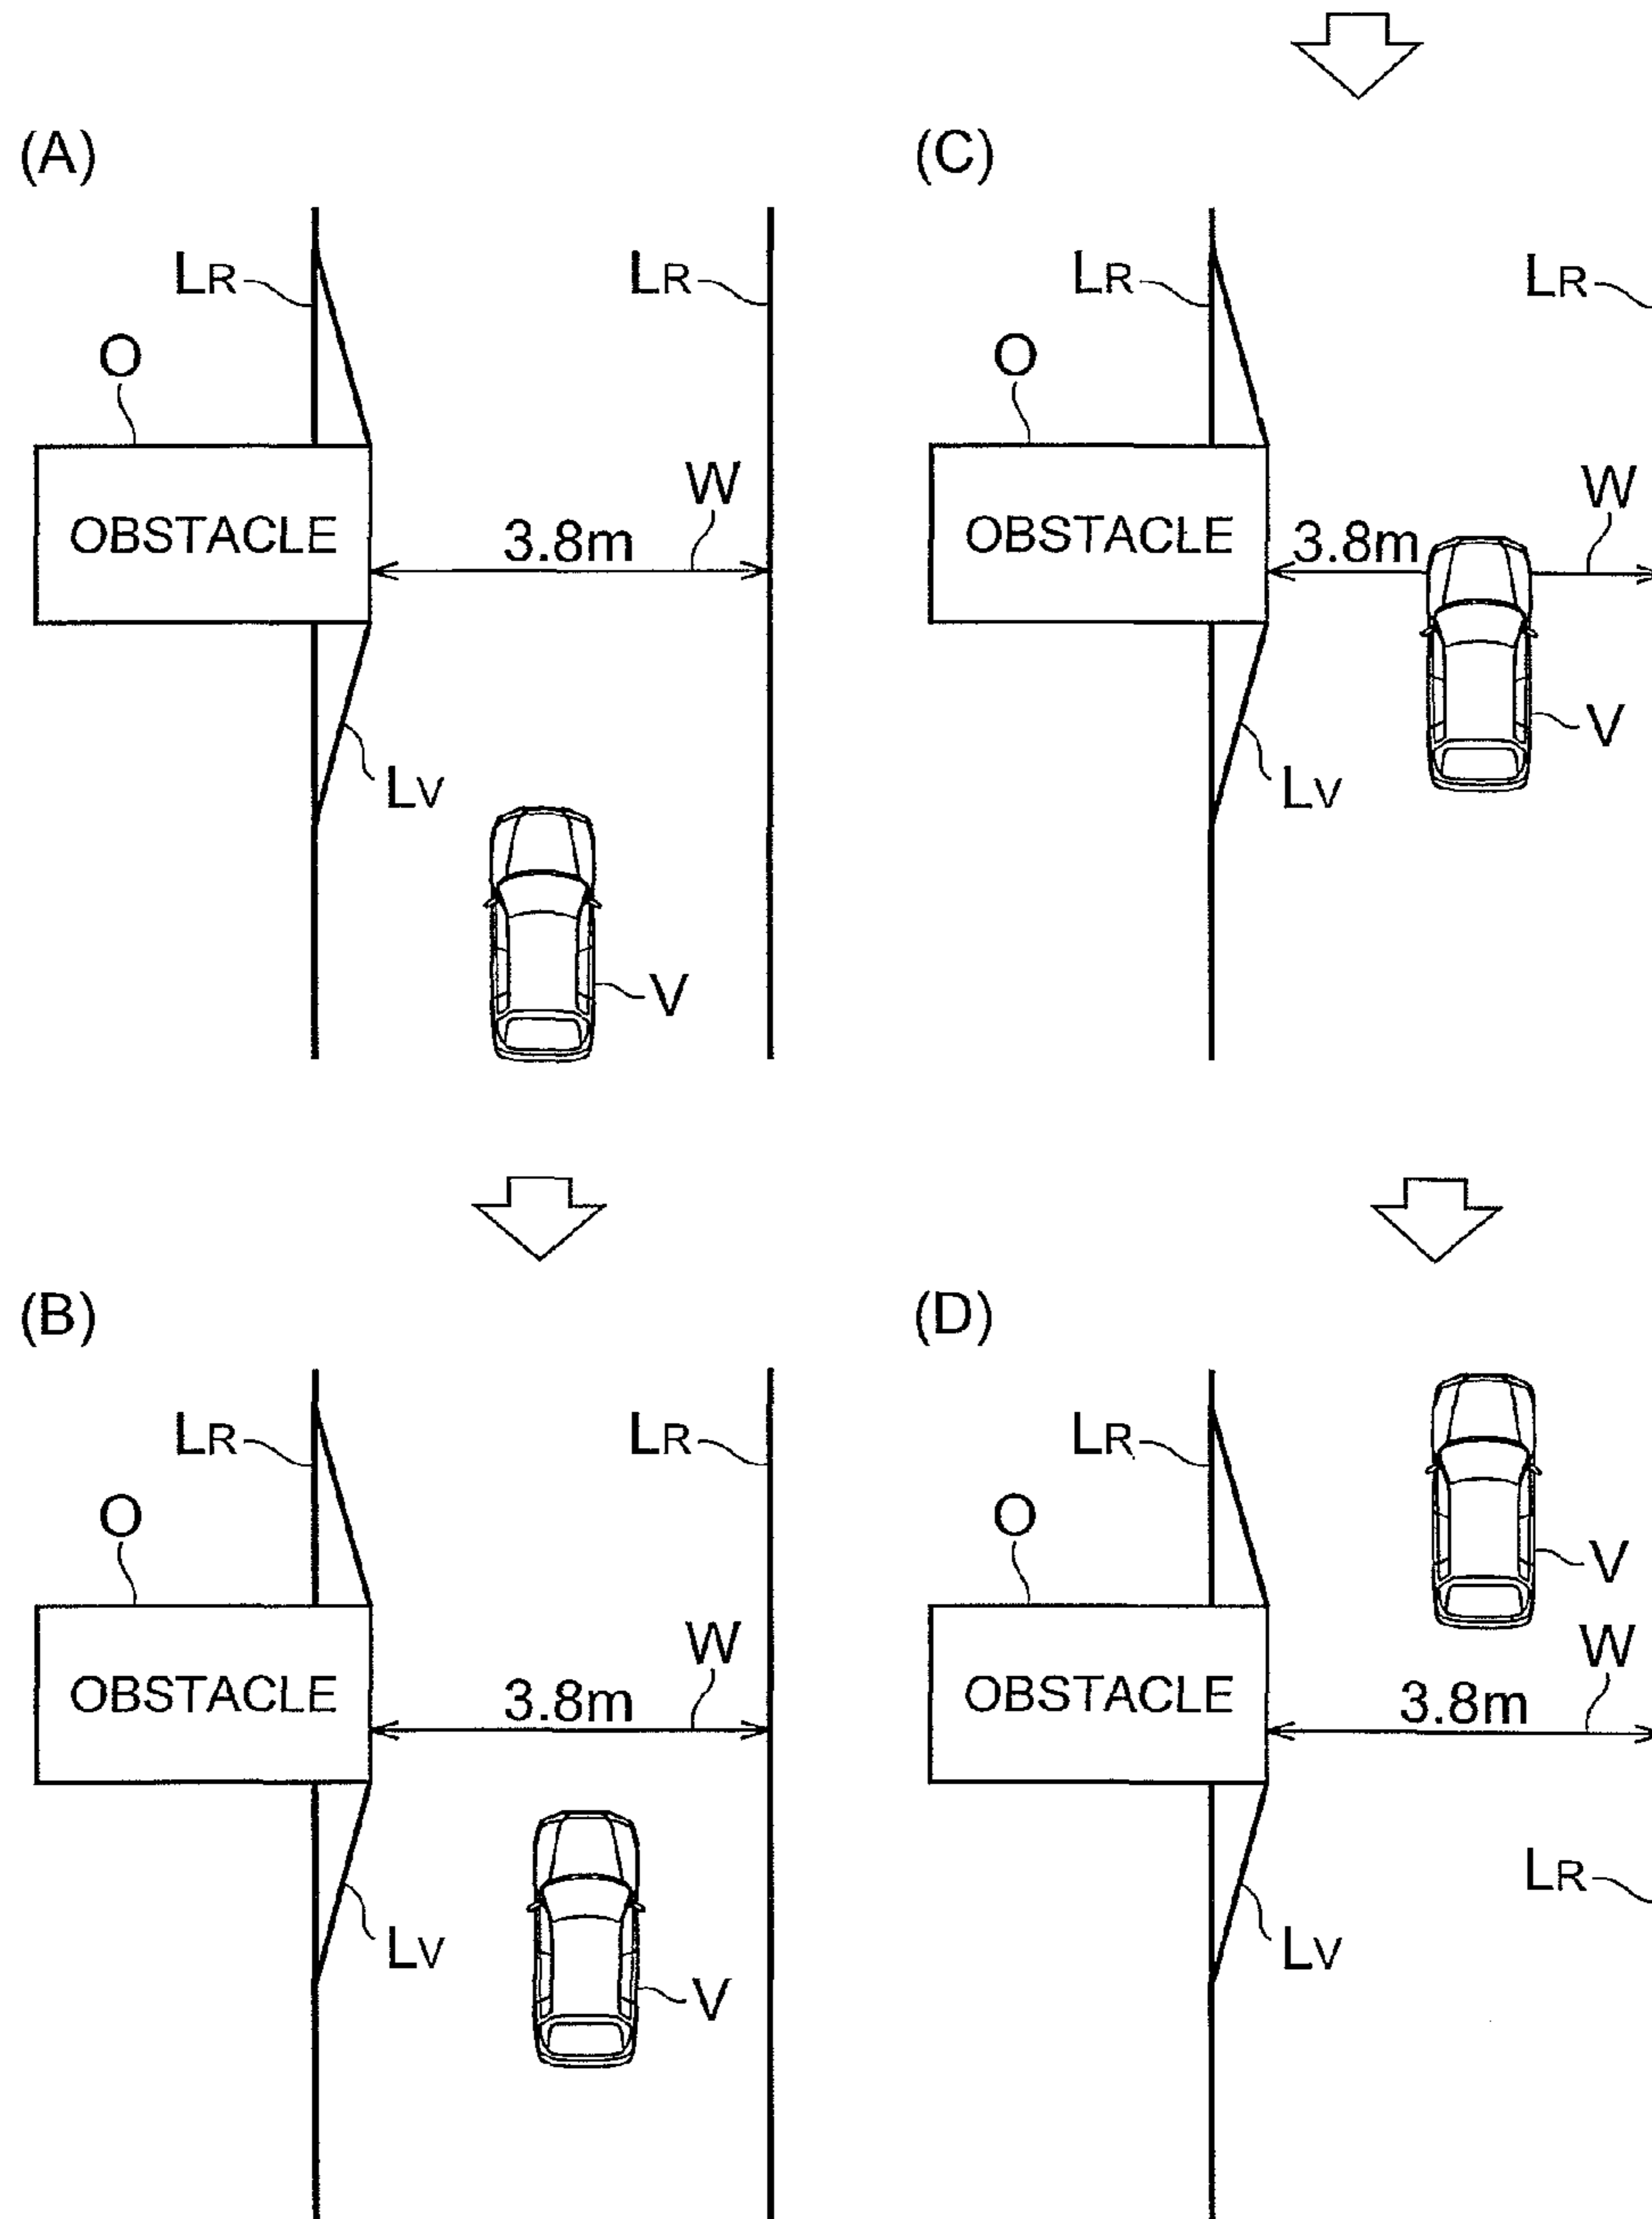 (A)
LR
LR
O
W
OBSTACLE
3.8m
LV
V
(B)
LR
LR
O
W
OBSTACLE
3.8m
LV
V
(C)
LR
LR
O
W
OBSTACLE
3.8m
V
LV
(D)
LR
O
V
W
OBSTACLE
3.8m
LR
LV